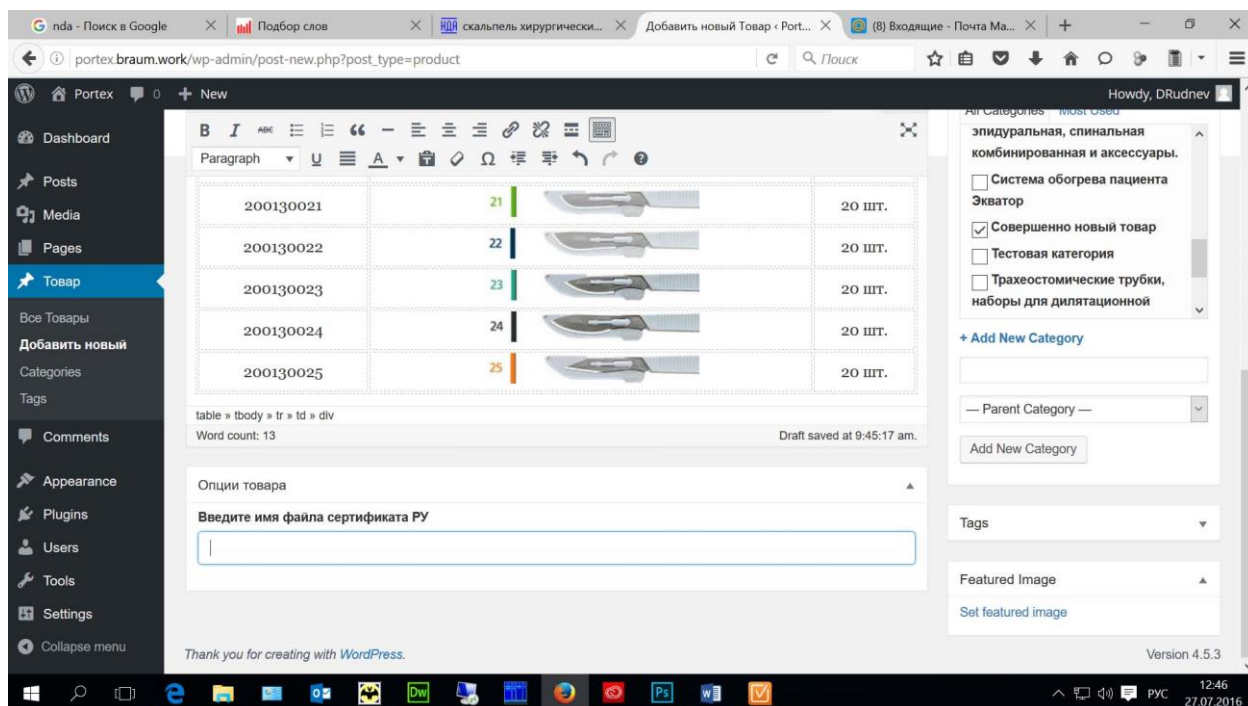 nda - Поиск в Google
Подбор слов
НДА скальпель хирургически...
Добавить новый Товар ‹ Port...
(8) Входящие - Почта Ma...
portex.braum.work/wp-admin/post-new.php?post_type=product
Поиск
Portex 0 + New
Howdy, DRudnev
Dashboard
Posts
Media
Pages
Товар
Все Товары
Добавить новый
Categories
Tags
Comments
Appearance
Plugins
Users
Tools
Settings
Collapse menu
B I ABC
Paragraph U A Ω
200130021 21 20 шт.
200130022 22 20 шт.
200130023 23 20 шт.
200130024 24 20 шт.
200130025 25 20 шт.
table » tbody » tr » td » div
Word count: 13 Draft saved at 9:45:17 am.
Опции товара
Введите имя файла сертификата РУ
Thank you for creating with WordPress.
All Categories Most Used
эпидуральная, спинальная
комбинированная и аксессуары.
Система обогрева пациента
Экватор
Совершенно новый товар
Тестовая категория
Трахеостомические трубки,
наборы для дилятационной
+ Add New Category
— Parent Category —
Add New Category
Tags
Featured Image
Set featured image
Version 4.5.3
Dw
Ps
РУС
12:46
27.07.2016